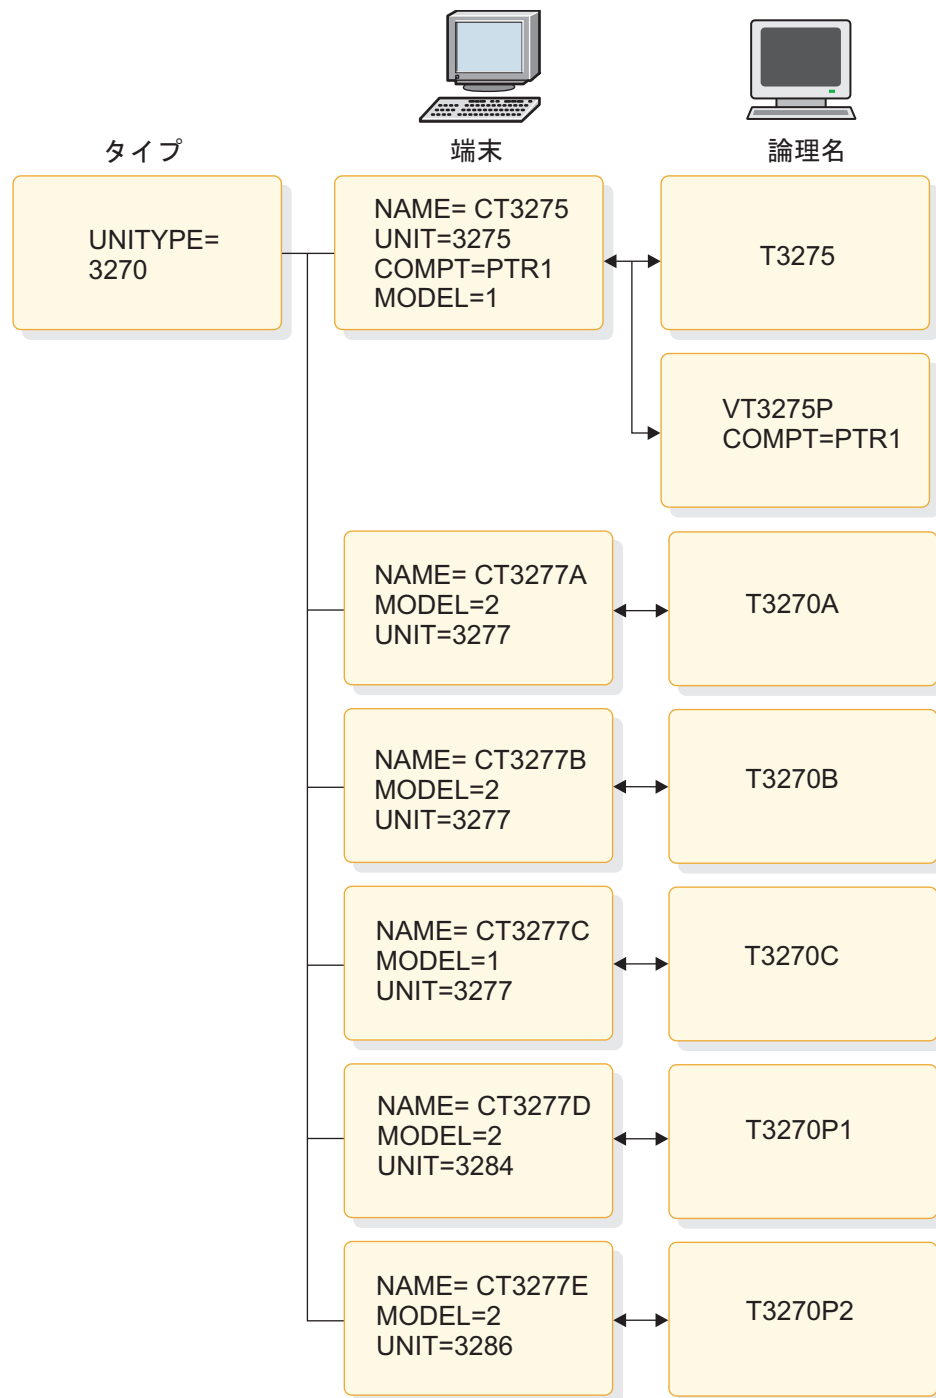 タイプ
端末
論理名
UNITYPE=
3270
NAME= CT3275
UNIT=3275
COMPT=PTR1
MODEL=1
T3275
VT3275P
COMPT=PTR1
NAME= CT3277A
MODEL=2
UNIT=3277
T3270A
NAME= CT3277B
MODEL=2
UNIT=3277
T3270B
NAME= CT3277C
MODEL=1
UNIT=3277
T3270C
NAME= CT3277D
MODEL=2
UNIT=3284
T3270P1
NAME= CT3277E
MODEL=2
UNIT=3286
T3270P2